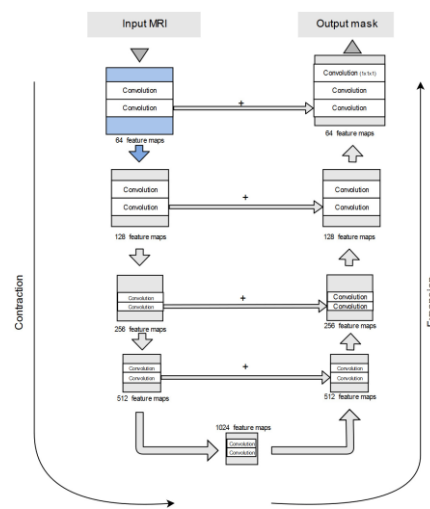 Input MRI
Output mask
Convolution
Convolution
64 feature maps
+
Convolution (1x1x1)
Convolution
Convolution
64 feature maps
Convolution
Convolution
128 feature maps
+
Convolution
Convolution
128 feature maps
Convolution
Convolution
256 feature maps
+
Convolution
Convolution
256 feature maps
Convolution
Convolution
512 feature maps
+
Convolution
Convolution
512 feature maps
1024 feature maps
Convolution
Convolution
Contraction